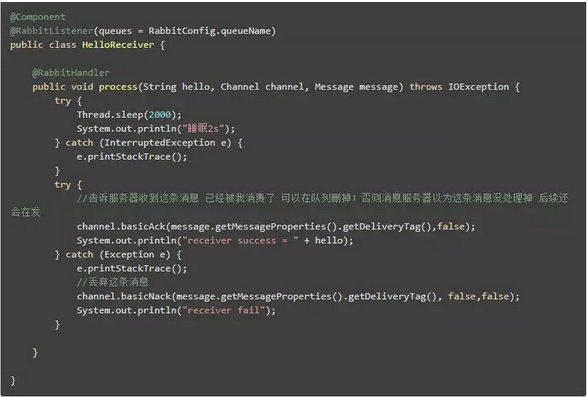 @Component
@RabbitListener(queues = RabbitConfig.queueName)
public class HelloReceiver {
@RabbitHandler
public void process(String hello, Channel channel, Message message) throws IOException {
try {
Thread.sleep(2000);
System.out.println("睡眠2s");
} catch (InterruptedException e) {
e.printStackTrace();
}
try {
//告诉服务器收到这条消息 已经被我消费了 可以在队列删掉；否则消息服务器以为这条消息没处理掉 后续还
会在发
channel.basicAck(message.getMessageProperties().getDeliveryTag(),false);
System.out.println("receiver success = " + hello);
} catch (Exception e) {
e.printStackTrace();
//丢弃这条消息
channel.basicNack(message.getMessageProperties().getDeliveryTag(), false,false);
System.out.println("receiver fail");
}
}
}